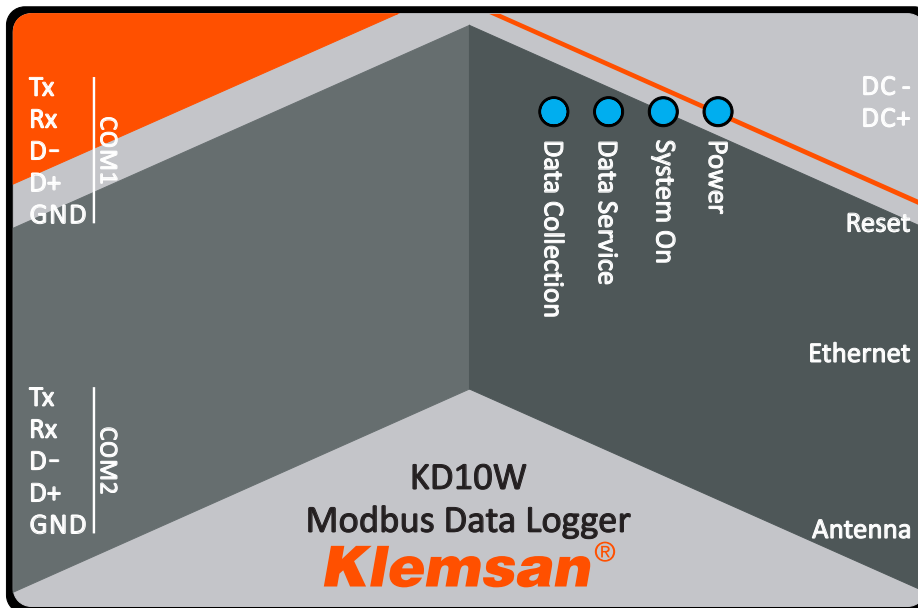 Tx
Rx
D-
D+
GND
COM1
Tx
Rx
D-
D+
GND
COM2
Data Collection
Data Service
System On
Power
DC -
DC+
Reset
Ethernet
Antenna
KD10W
Modbus Data Logger
Klemsan®